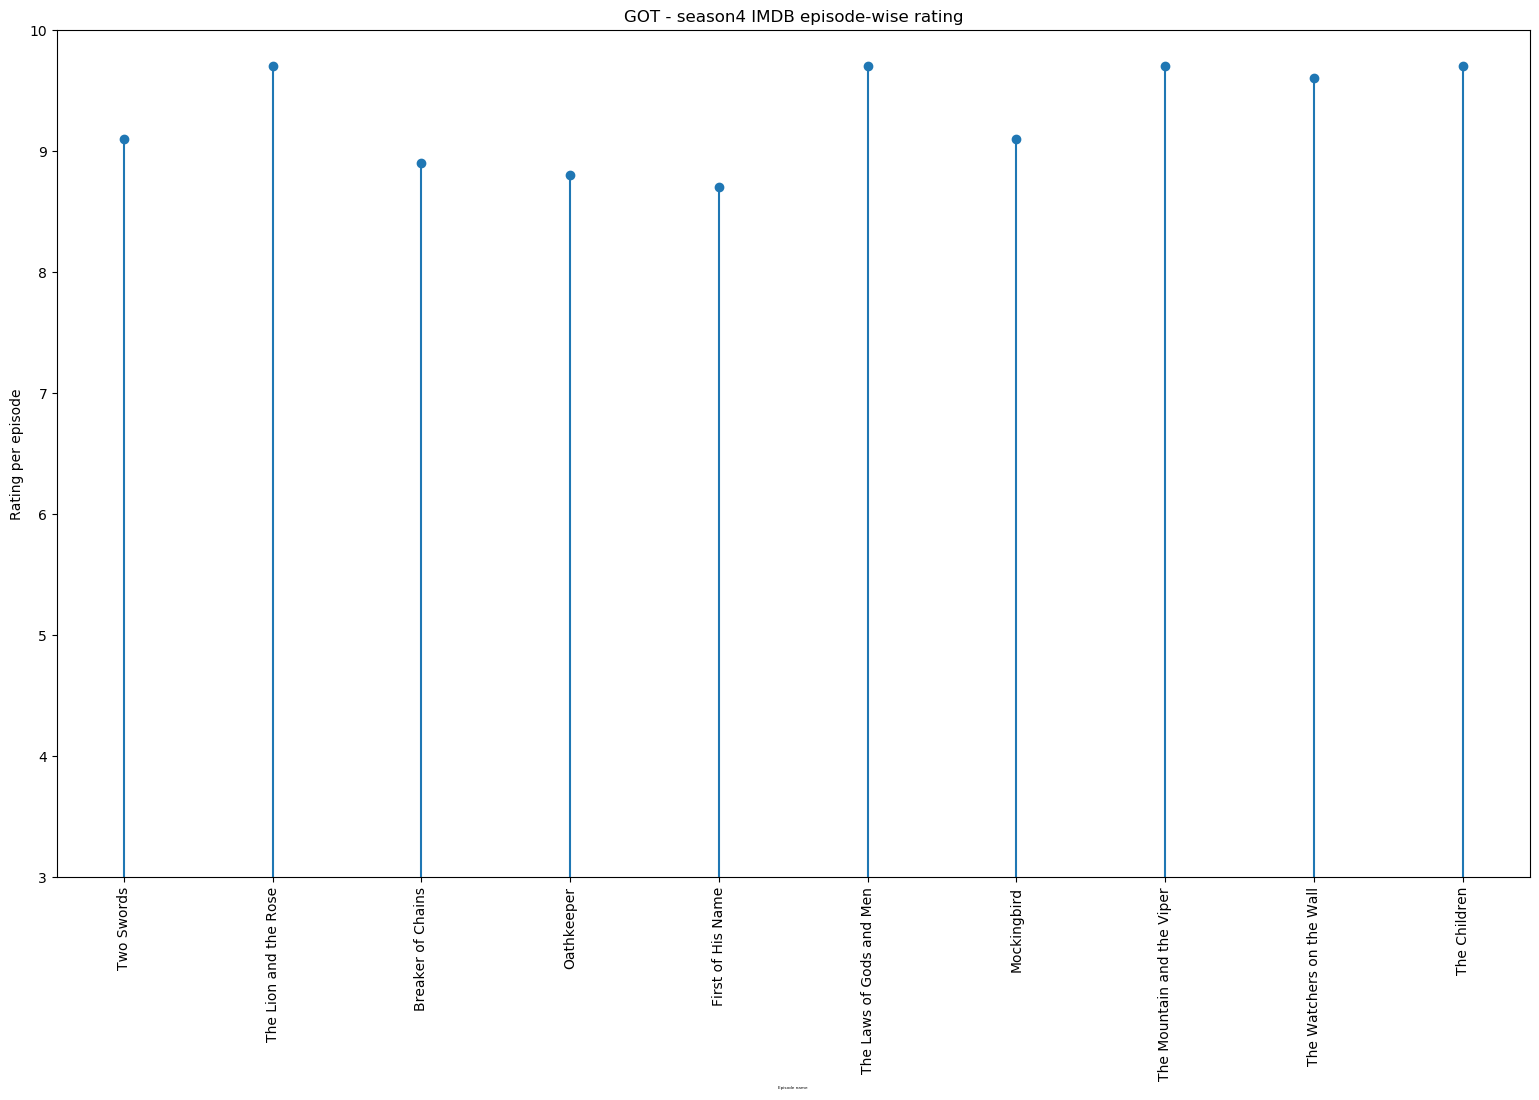 GOT - season4 IMDB episode-wise rating
10
9
8
7
6
5
4
3
Rating per episode
Two Swords
The Lion and the Rose
Breaker of Chains
Oathkeeper
First of His Name
The Laws of Gods and Men
Mockingbird
The Mountain and the Viper
The Watchers on the Wall
The Children
Episode name